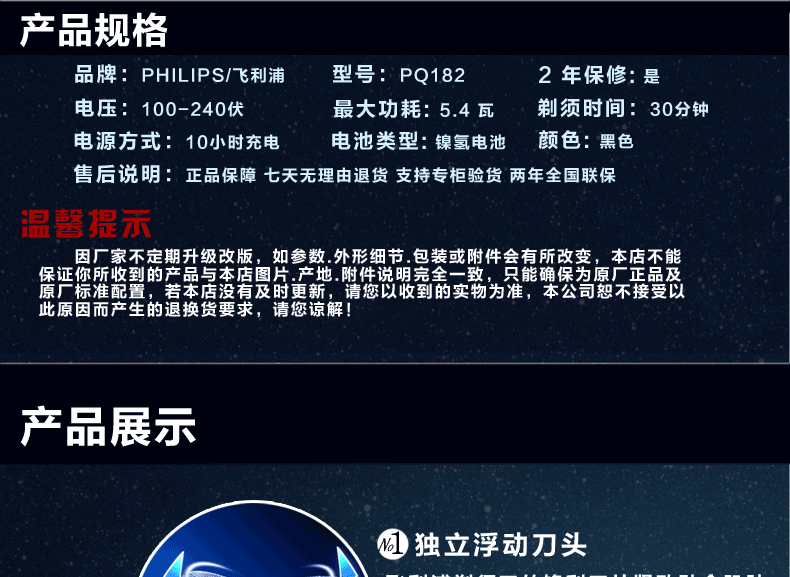 产品规格
品牌：PHILIPS/飞利浦 型号：PQ182 2 年保修: 是
电压：100-240伏 最大功耗: 5.4 瓦 剃须时间：30分钟
电源方式：10小时充电 电池类型: 镍氢电池 颜色: 黑色
售后说明：正品保障 七天无理由退货 支持专柜验货 两年全国联保
温馨提示
因厂家不定期升级改版，如参数.外形细节.包装或附件会有所改变，本店不能
保证你所收到的产品与本店图片.产地.附件说明完全一致，只能确保为原厂正品及
原厂标准配置，若本店没有及时更新，请您以收到的实物为准，本公司恕不接受以
此原因而产生的退换货要求，请您谅解！
产品展示
No1 独立浮动刀头